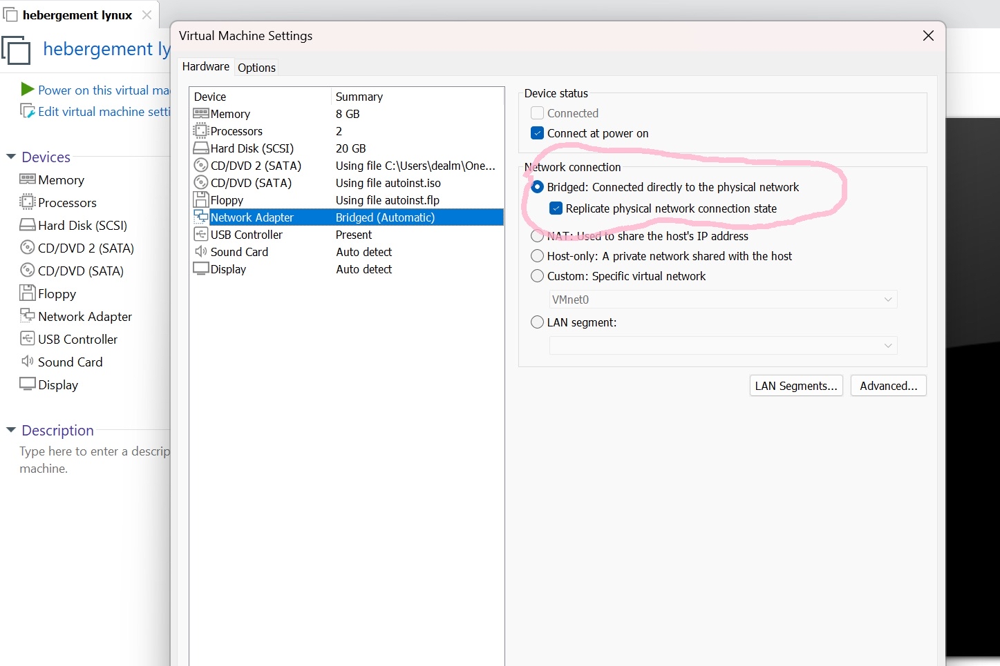 hebergement lynux
hebergement ly
Power on this virtual ma
Edit virtual machine setti
Devices
Memory
Processors
Hard Disk (SCSI)
CD/DVD 2 (SATA)
CD/DVD (SATA)
Floppy
Network Adapter
USB Controller
Sound Card
Display
Description
Type here to enter a descrip
machine.
Virtual Machine Settings
Hardware Options
Device Summary
Memory 8 GB
Processors 2
Hard Disk (SCSI) 20 GB
CD/DVD 2 (SATA) Using file C:\Users\dealm\One...
CD/DVD (SATA) Using file autoinst.iso
Floppy Using file autoinst.flp
Network Adapter Bridged (Automatic)
USB Controller Present
Sound Card Auto detect
Display Auto detect
Device status
Connected
Connect at power on
Network connection
Bridged: Connected directly to the physical network
Replicate physical network connection state
NAT: Used to share the host's IP address
Host-only: A private network shared with the host
Custom: Specific virtual network
VMnet0
LAN segment:
LAN Segments... Advanced...